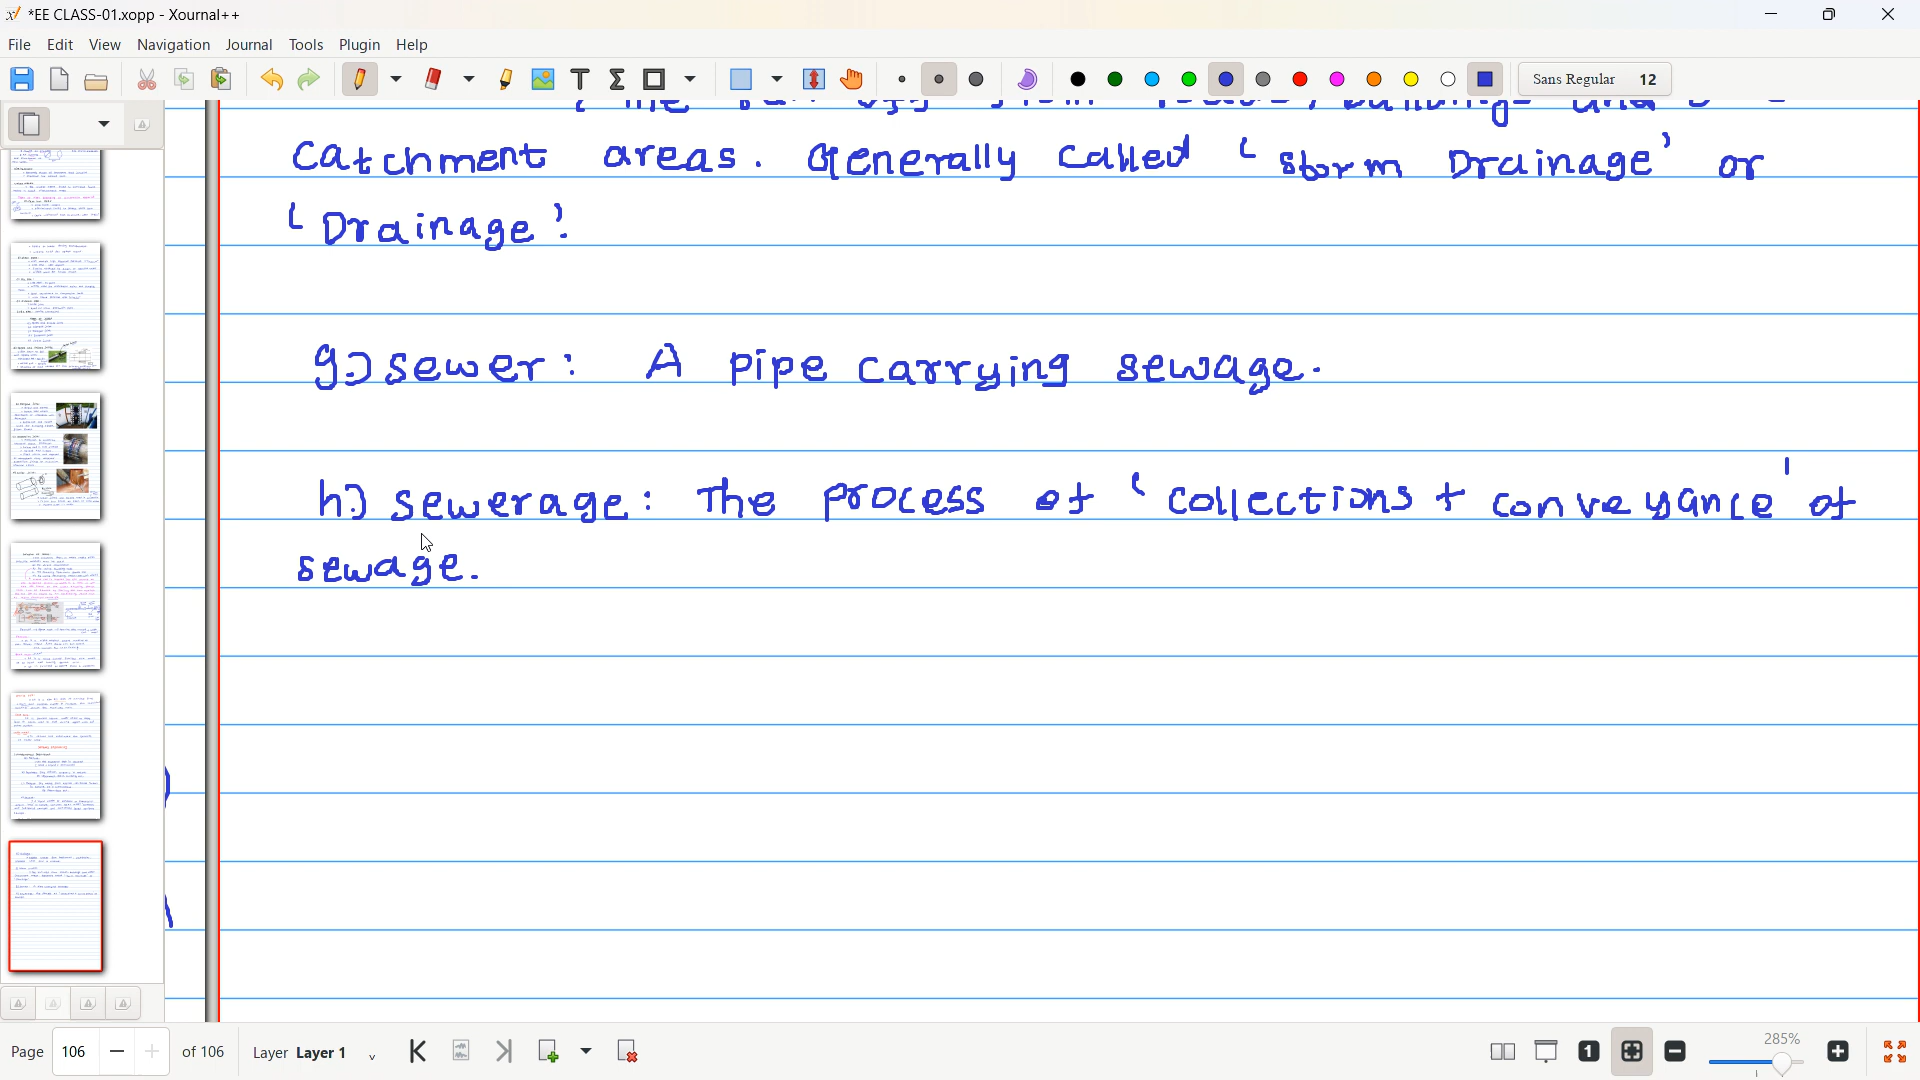 *EE CLASS-01.xopp - Xournal++
File Edit View Navigation Journal Tools Plugin Help
Sans Regular 12
Catchment areas. Generally called 'storm Drainage' or
'Drainage'.
g.) sewer: A pipe carrying sewage.
h.) sewerage: The process of 'collections + conveyance' of
sewage.
Page 106 of 106 Layer Layer 1 285%